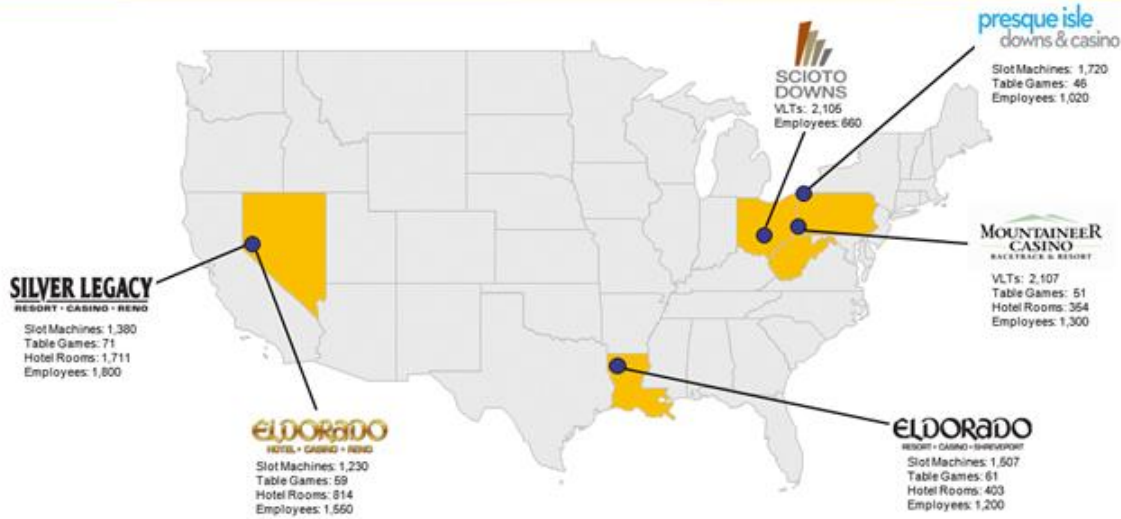 presque isle
downs & casino
Slot Machines: 1,720
Table Games: 46
Employees: 1,020
SCIOTO
DOWNS
VLTs: 2,105
Employees: 660
MOUNTAINEER
CASINO
RACETRACK & RESORT
VLTs: 2,107
Table Games: 51
Hotel Rooms: 354
Employees: 1,300
SILVER LEGACY
RESORT • CASINO • RENO
Slot Machines: 1,380
Table Games: 71
Hotel Rooms: 1,711
Employees: 1,800
ELDORADO
HOTEL • CASINO • RENO
Slot Machines: 1,230
Table Games: 59
Hotel Rooms: 814
Employees: 1,550
ELDORADO
RESORT • CASINO • SHREVEPORT
Slot Machines: 1,507
Table Games: 61
Hotel Rooms: 403
Employees: 1,200